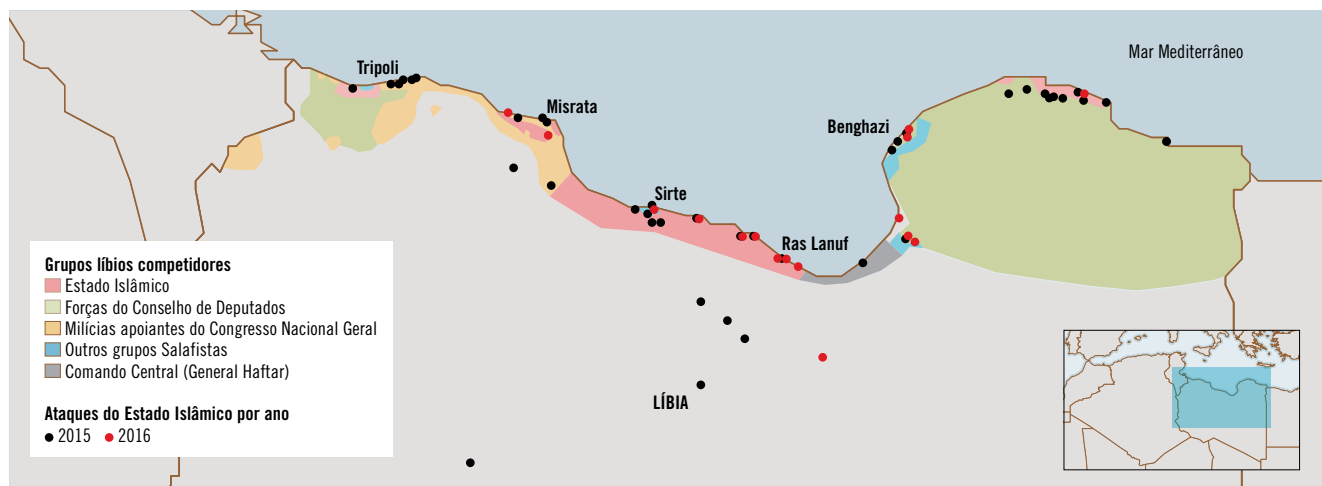 Mar Mediterrâneo
Tripoli
Misrata
Benghazi
Sirte
Ras Lanuf
LÍBIA
Grupos líbios competidores
Estado Islâmico
Forças do Conselho de Deputados
Milícias apoiantes do Congresso Nacional Geral
Outros grupos Salafistas
Comando Central (General Haftar)
Ataques do Estado Islâmico por ano
2015 2016